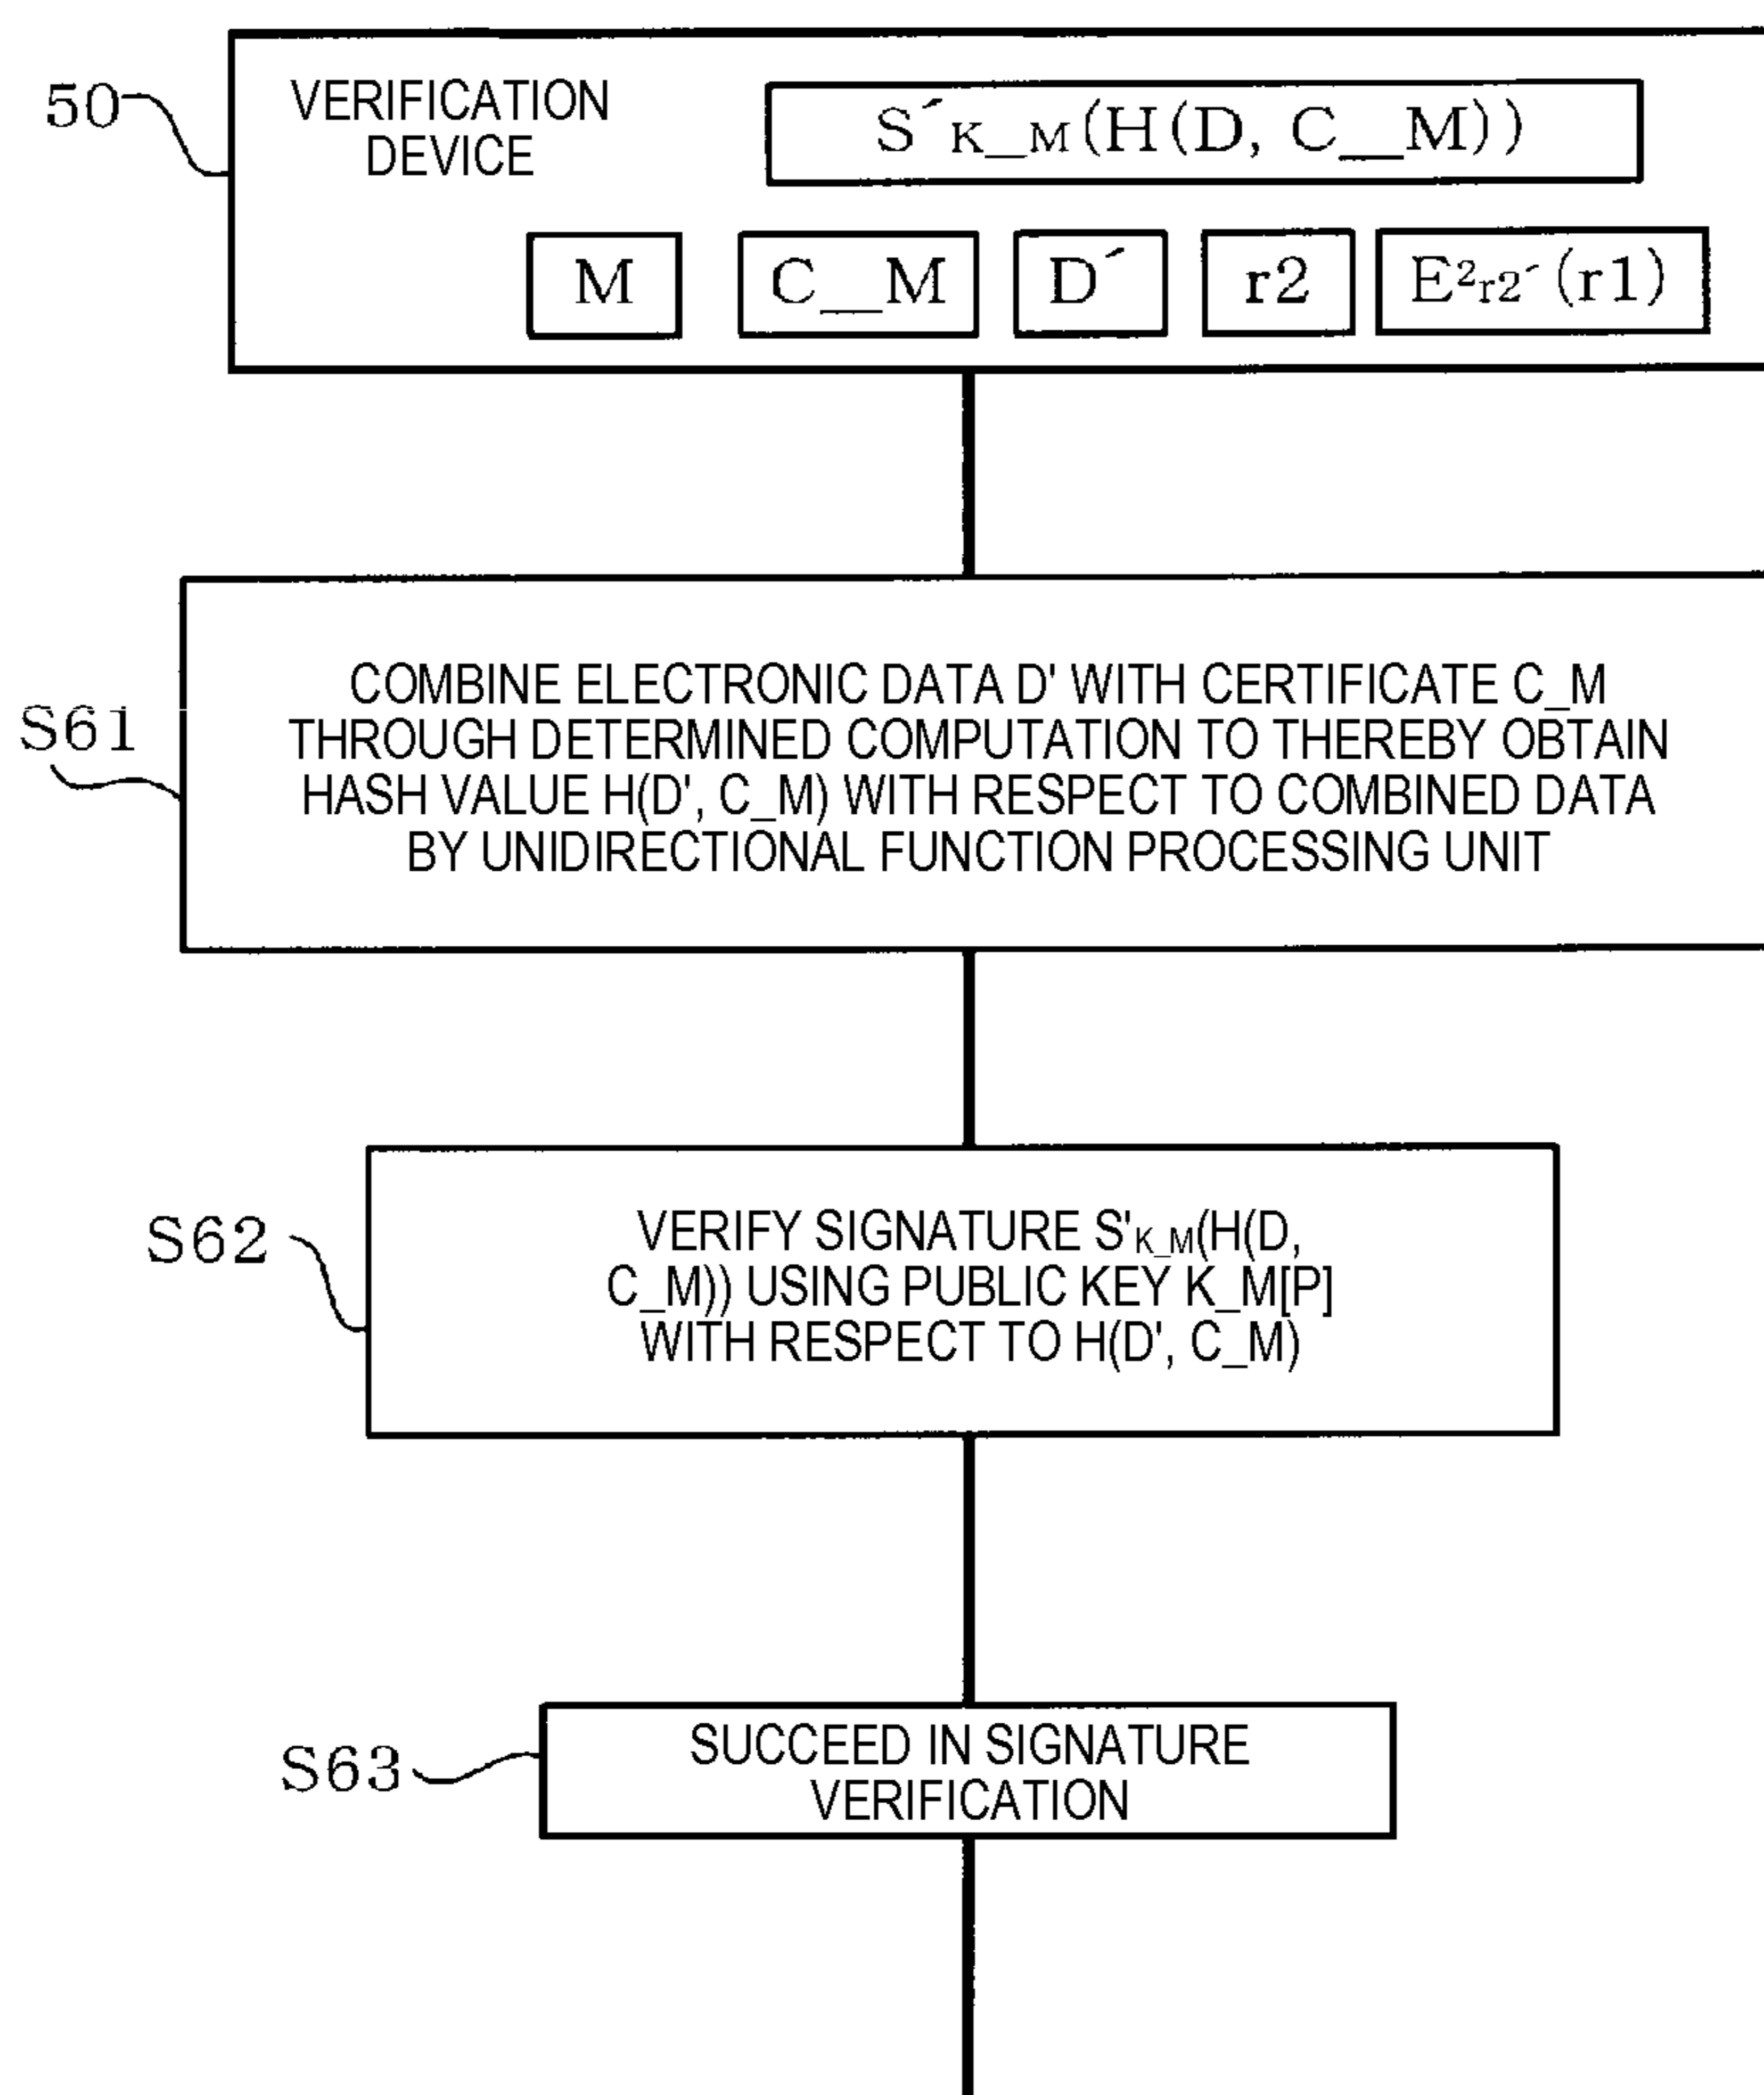 50
VERIFICATION
DEVICE
S´K_M(H(D, C_M))
M
C_M
D´
r2
E²r2´(r1)
S61
COMBINE ELECTRONIC DATA D' WITH CERTIFICATE C_M
THROUGH DETERMINED COMPUTATION TO THEREBY OBTAIN
HASH VALUE H(D', C_M) WITH RESPECT TO COMBINED DATA
BY UNIDIRECTIONAL FUNCTION PROCESSING UNIT
S62
VERIFY SIGNATURE S'K_M(H(D,
C_M)) USING PUBLIC KEY K_M[P]
WITH RESPECT TO H(D', C_M)
S63
SUCCEED IN SIGNATURE
VERIFICATION